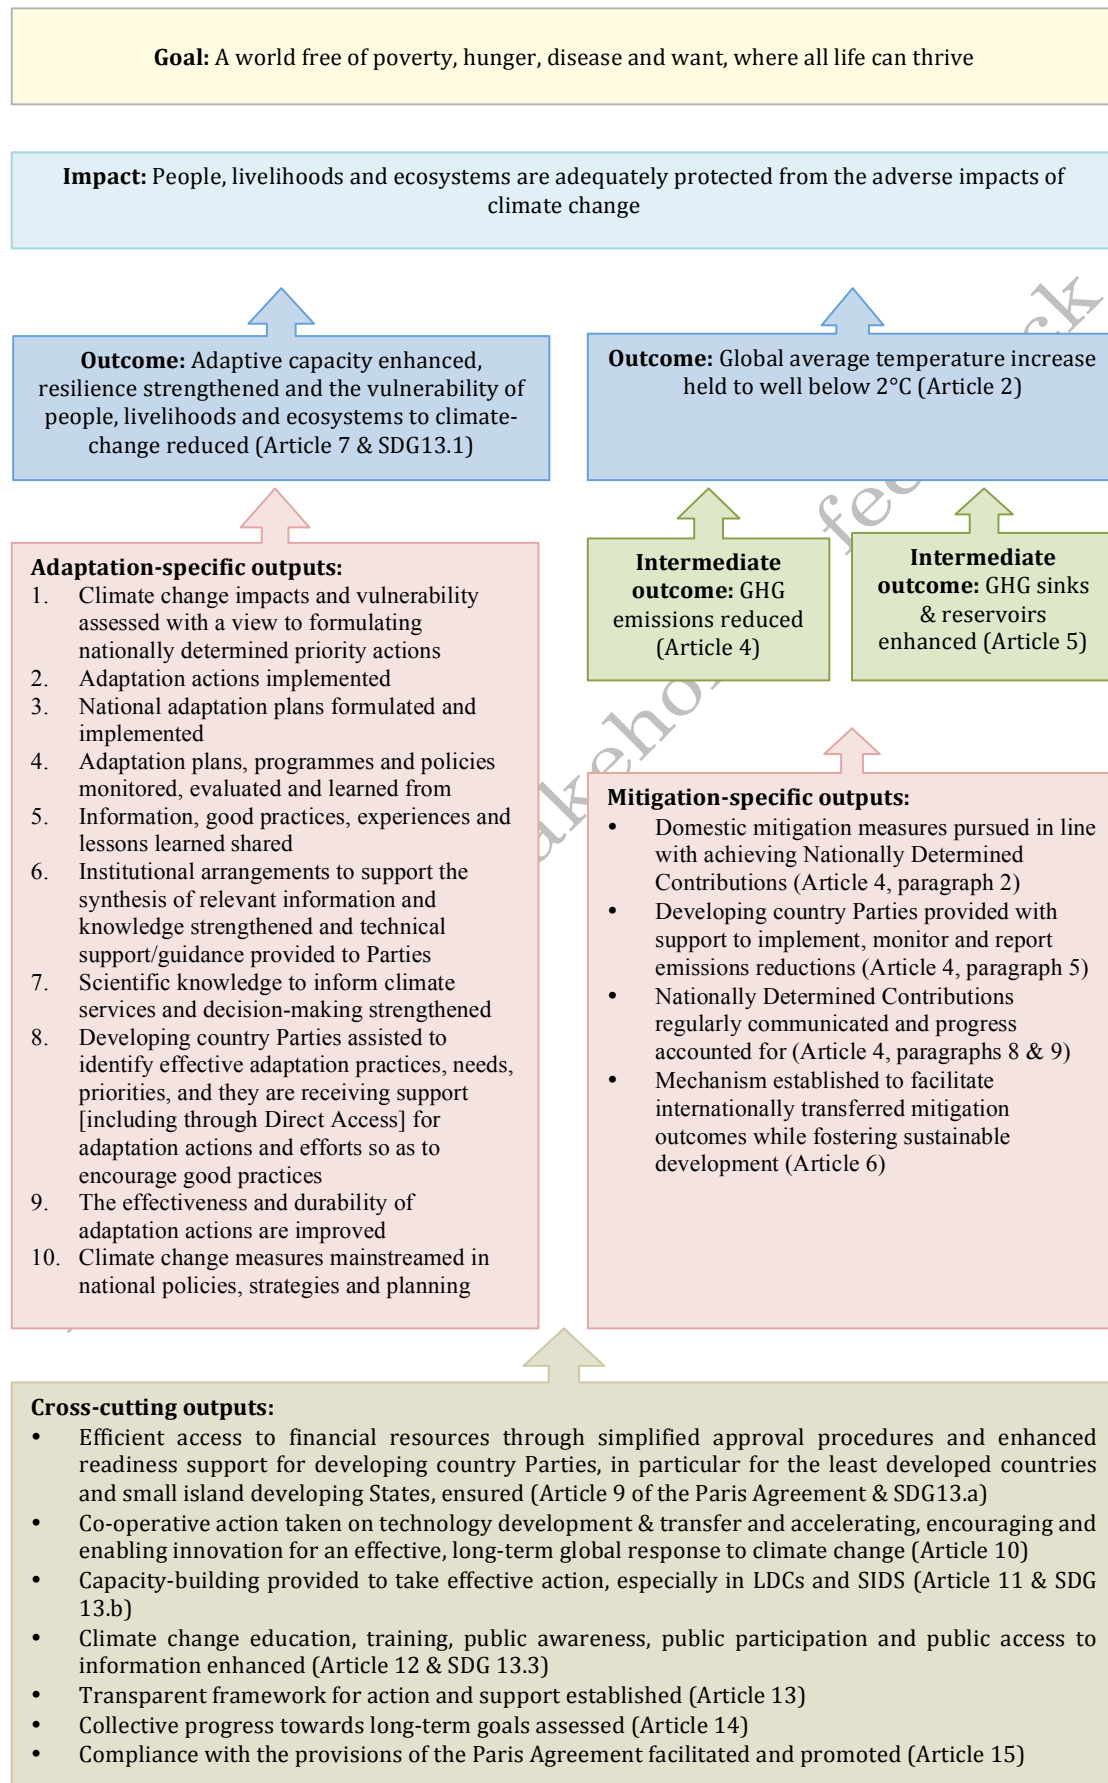 Goal: A world free of poverty, hunger, disease and want, where all life can thrive
Impact: People, livelihoods and ecosystems are adequately protected from the adverse impacts of
climate change
Outcome: Adaptive capacity enhanced,
resilience strengthened and the vulnerability of
people, livelihoods and ecosystems to climate-
change reduced (Article 7 & SDG13.1)
Outcome: Global average temperature increase
held to well below 2°C (Article 2)
Intermediate
outcome: GHG
emissions reduced
(Article 4)
Intermediate
outcome: GHG sinks
& reservoirs
enhanced (Article 5)
Adaptation-specific outputs:
1. Climate change impacts and vulnerability
assessed with a view to formulating
nationally determined priority actions
2. Adaptation actions implemented
3. National adaptation plans formulated and
implemented
4. Adaptation plans, programmes and policies
monitored, evaluated and learned from
5. Information, good practices, experiences and
lessons learned shared
6. Institutional arrangements to support the
synthesis of relevant information and
knowledge strengthened and technical
support/guidance provided to Parties
7. Scientific knowledge to inform climate
services and decision-making strengthened
8. Developing country Parties assisted to
identify effective adaptation practices, needs,
priorities, and they are receiving support
[including through Direct Access] for
adaptation actions and efforts so as to
encourage good practices
9. The effectiveness and durability of
adaptation actions are improved
10. Climate change measures mainstreamed in
national policies, strategies and planning
Mitigation-specific outputs:
• Domestic mitigation measures pursued in line
with achieving Nationally Determined
Contributions (Article 4, paragraph 2)
• Developing country Parties provided with
support to implement, monitor and report
emissions reductions (Article 4, paragraph 5)
• Nationally Determined Contributions
regularly communicated and progress
accounted for (Article 4, paragraphs 8 & 9)
• Mechanism established to facilitate
internationally transferred mitigation
outcomes while fostering sustainable
development (Article 6)
Cross-cutting outputs:
• Efficient access to financial resources through simplified approval procedures and enhanced
readiness support for developing country Parties, in particular for the least developed countries
and small island developing States, ensured (Article 9 of the Paris Agreement & SDG13.a)
• Co-operative action taken on technology development & transfer and accelerating, encouraging and
enabling innovation for an effective, long-term global response to climate change (Article 10)
• Capacity-building provided to take effective action, especially in LDCs and SIDS (Article 11 & SDG
13.b)
• Climate change education, training, public awareness, public participation and public access to
information enhanced (Article 12 & SDG 13.3)
• Transparent framework for action and support established (Article 13)
• Collective progress towards long-term goals assessed (Article 14)
• Compliance with the provisions of the Paris Agreement facilitated and promoted (Article 15)